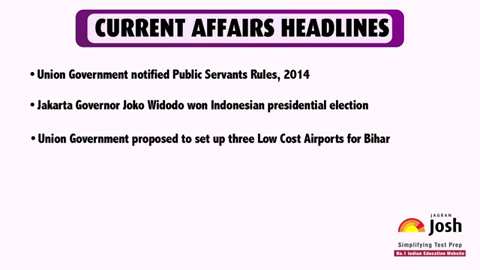 CURRENT AFFAIRS HEADLINES
• Union Government notified Public Servants Rules, 2014
• Jakarta Governor Joko Widodo won Indonesian presidential election
• Union Government proposed to set up three Low Cost Airports for Bihar
JAGRAN
Josh
Simplifying Test Prep
No.1 Indian Education Website